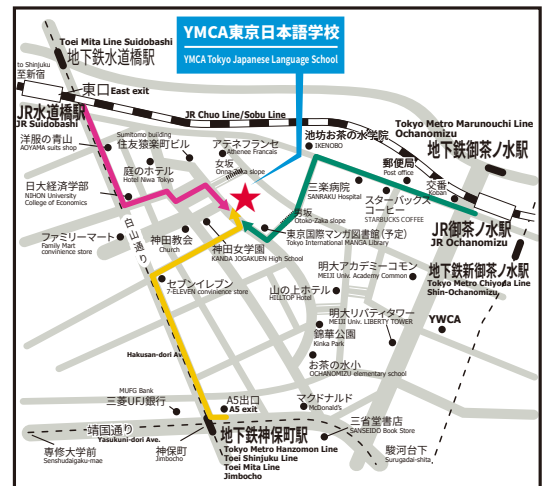 YMCA東京日本語学校
YMCA Tokyo Japanese Language School
Toei Mita Line Suidobashi
地下鉄水道橋駅
to Shinjuku
至新宿
東口East exit
JR水道橋駅
JR Suidobashi
JR Chuo Line/Sobu Line
Tokyo Metro Marunouchi Line
Ochanomizu
地下鉄御茶ノ水駅
洋服の青山
AOYAMA suits shop
Sumitomo building
住友猿楽町ビル
アテネフランセ
Athenee Francais
池坊お茶の水学院
IKENOBO
女坂
Onna-zaka slope
郵便局
Post office
庭のホテル
Hotel Niwa Tokyo
三楽病院
SANRAKU Hospital
交番
Koban
日大経済学部
NIHON University
College of Economics
スターバックス
コーヒー
STARBUCKS COFFEE
男坂
Otoko-Zaka slope
JR御茶ノ水駅
JR Ochanomizu
白山通り
ファミリーマート
Family Mart
convinience store
神田教会
Church
神田女学園
KANDA JOGAKUEN High School
東京国際マンガ図書館(予定)
Tokyo International MANGA Library
地下鉄新御茶ノ水駅
Tokyo Metro Chiyoda Line
Shin-Ochanomizu
明大アカデミーコモン
MEIJI Univ. Academy Common
セブンイレブン
7-ELEVEN convinience store
山の上ホテル
HILLTOP Hotel
明大リバティタワー
MEIJI Univ. LIBERTY TOWER
YWCA
錦華公園
Kinka Park
Hakusan-dori Av
お茶の水小
OCHANOMIZU elementary school
MUFG Bank
三菱UFJ銀行
A5出口
A5 exit
マクドナルド
McDonald's
三省堂書店
SANSEIDO Book Store
靖国通り
Yasukuni-dori Ave.
地下鉄神保町駅
Tokyo Metro Hanzomon Line
Toei Shinjuku Line
Toei Mita Line
Jimbocho
専修大学前
Senshudaigaku-mae
神保町
Jimbocho
駿河台下
Surugadai-shita